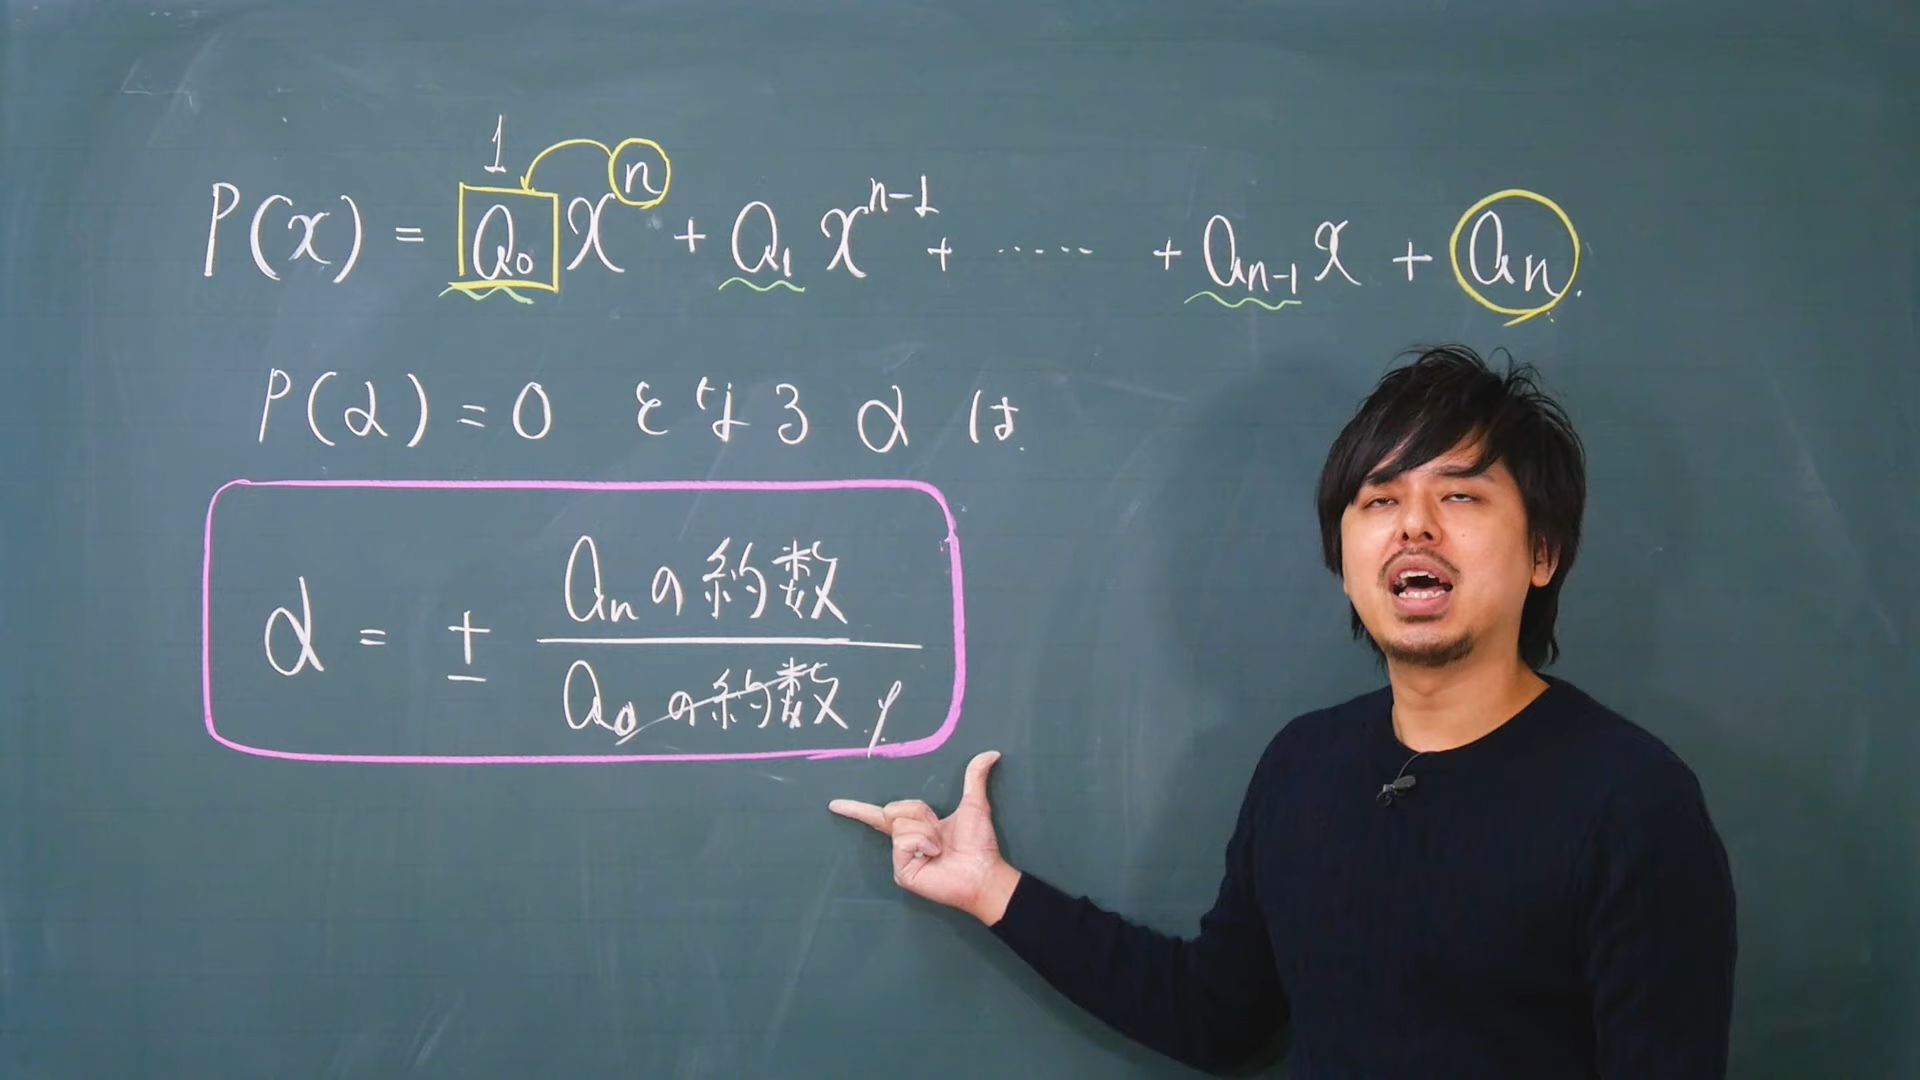 1
P(x) = a₀xⁿ + a₁xⁿ⁻¹ + ⋯⋯ + aₙ₋₁x + aₙ.
P(α) = 0 となる α は
α = ± aₙの約数
a₀の約数